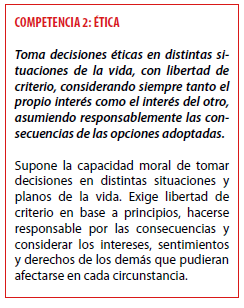 COMPETENCIA 2: ÉTICA
Toma decisiones éticas en distintas si-
tuaciones de la vida, con libertad de
criterio, considerando siempre tanto el
propio interés como el interés del otro,
asumiendo responsablemente las con-
secuencias de las opciones adoptadas.
Supone la capacidad moral de tomar
decisiones en distintas situaciones y
planos de la vida. Exige libertad de
criterio en base a principios, hacerse
responsable por las consecuencias y
considerar los intereses, sentimientos
y derechos de los demás que pudieran
afectarse en cada circunstancia.